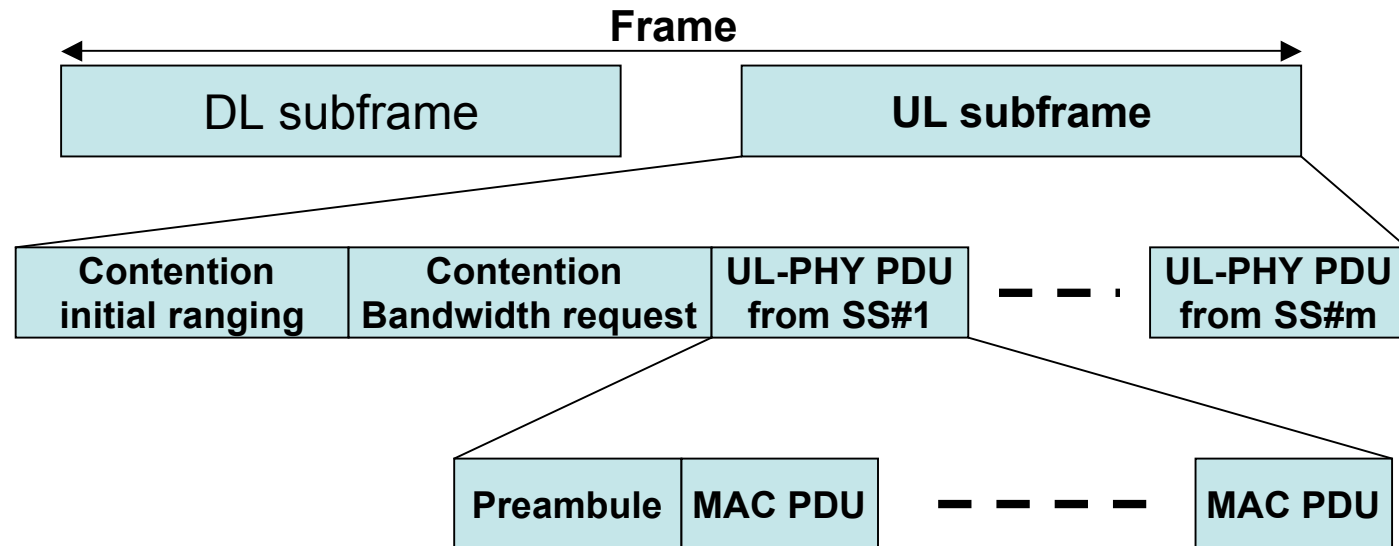 Frame
DL subframe
UL subframe
Contention
initial ranging
Contention
Bandwidth request
UL-PHY PDU
from SS#1
UL-PHY PDU
from SS#m
Preambule
MAC PDU
MAC PDU